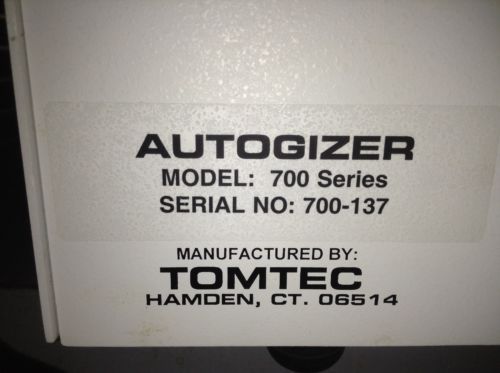 AUTOGIZER
MODEL: 700 Series
SERIAL NO: 700-137
MANUFACTURED BY:
TOMTEC
HAMDEN, CT. 06514